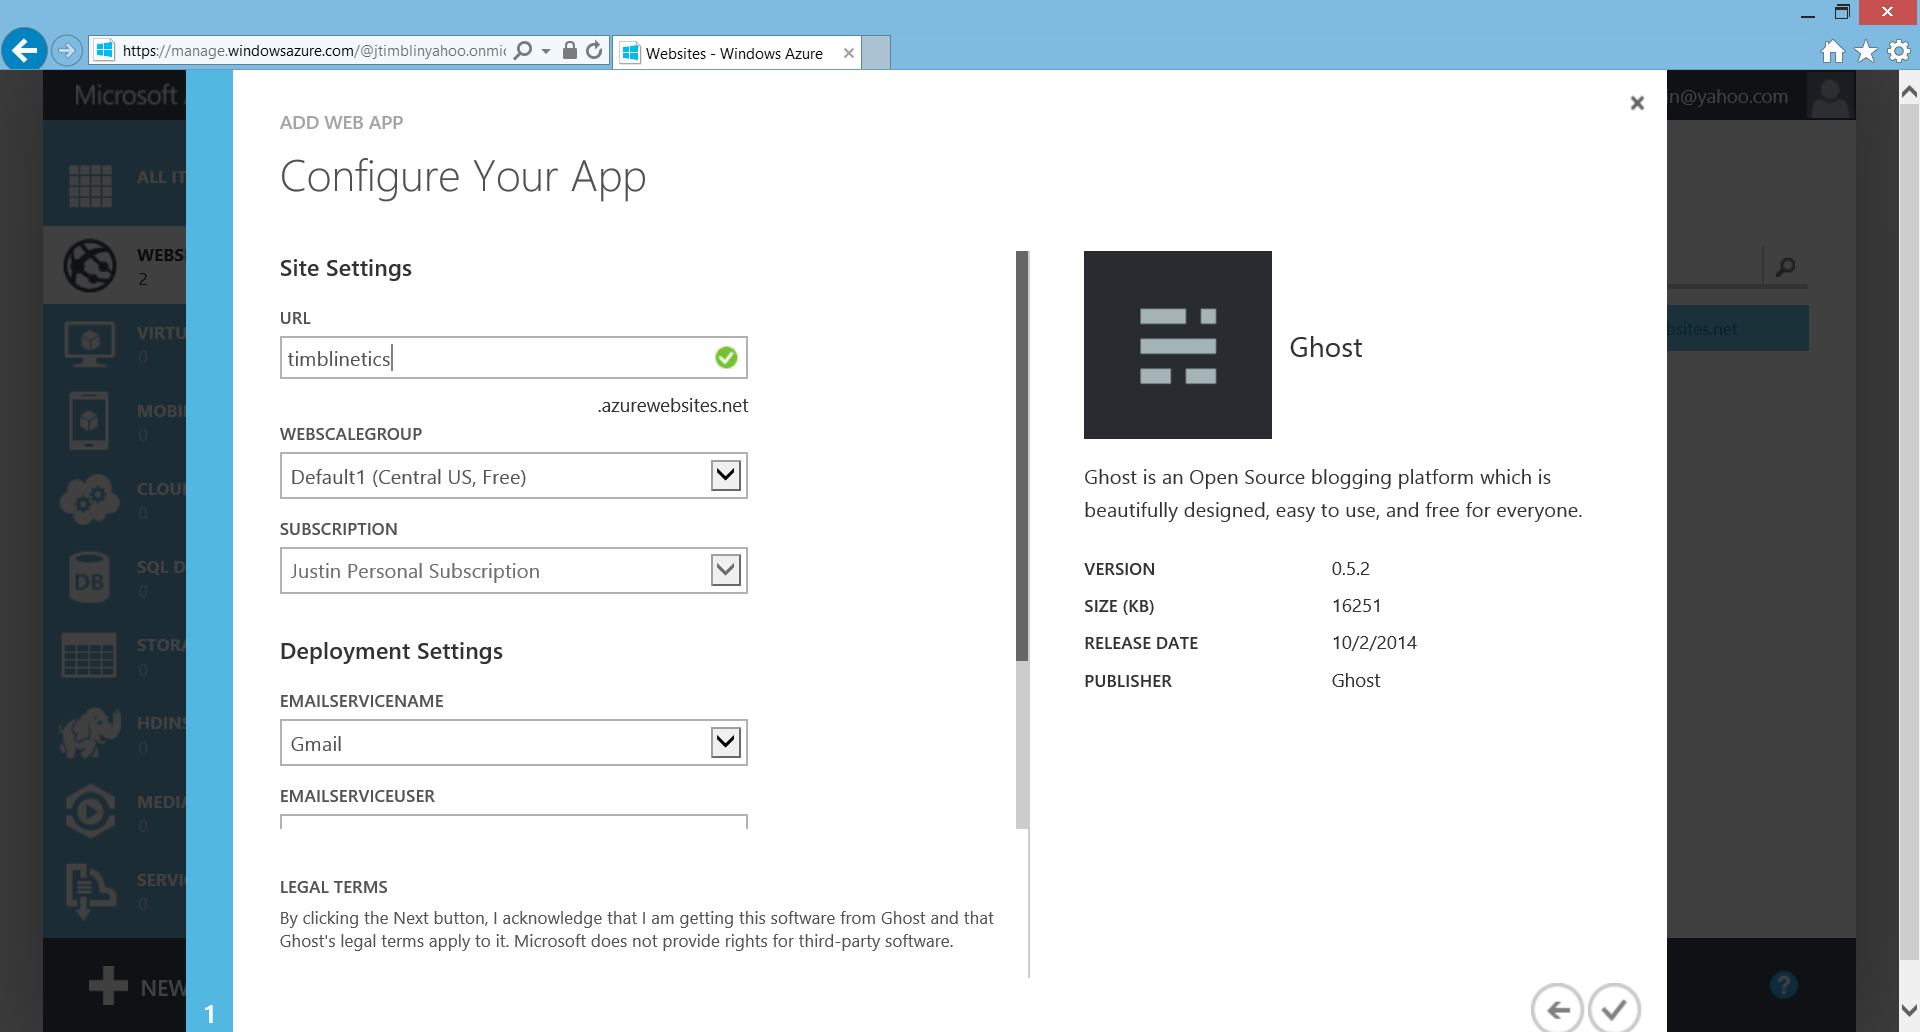 https://manage.windowsazure.com/@jtimblinyahoo.onmic
Websites - Windows Azure
Microsoft
n@yahoo.com
ADD WEB APP
Configure Your App
ALL IT
WEBS
2
VIRTU
0
MOBI
0
CLOU
0
SQL D
0
STORA
0
HDINS
0
MEDIA
0
SERVI
0
NEW
1
Site Settings
URL
timblinetics
.azurewebsites.net
WEBSCALEGROUP
Default1 (Central US, Free)
SUBSCRIPTION
Justin Personal Subscription
Deployment Settings
EMAILSERVICENAME
Gmail
EMAILSERVICEUSER
LEGAL TERMS
By clicking the Next button, I acknowledge that I am getting this software from Ghost and that
Ghost's legal terms apply to it. Microsoft does not provide rights for third-party software.
Ghost
Ghost is an Open Source blogging platform which is
beautifully designed, easy to use, and free for everyone.
VERSION 0.5.2
SIZE (KB) 16251
RELEASE DATE 10/2/2014
PUBLISHER Ghost
DB
osites.net
?